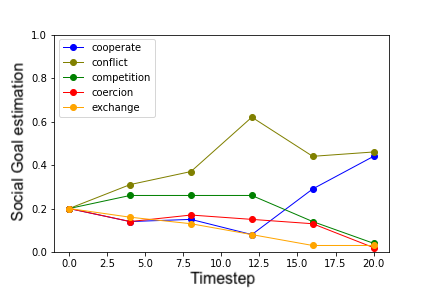 1.0
0.8
0.6
0.4
0.2
0.0
Social Goal estimation
cooperate
conflict
competition
coercion
exchange
0.0 2.5 5.0 7.5 10.0 12.5 15.0 17.5 20.0
Timestep